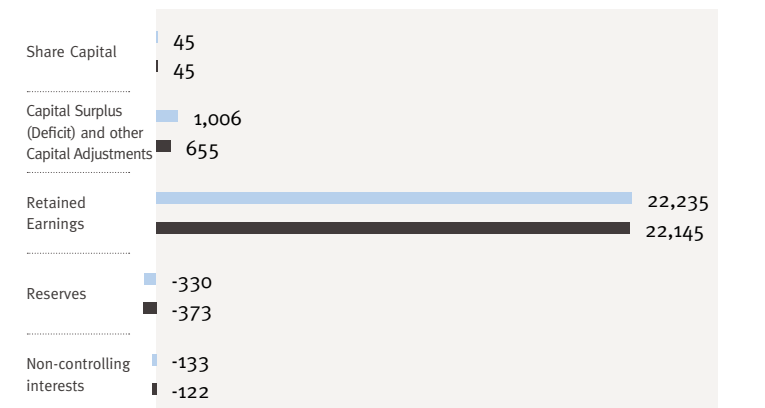 Share Capital
45
45
Capital Surplus
(Deficit) and other
Capital Adjustments
1,006
655
Retained
Earnings
22,235
22,145
Reserves
-330
-373
Non-controlling
interests
-133
-122